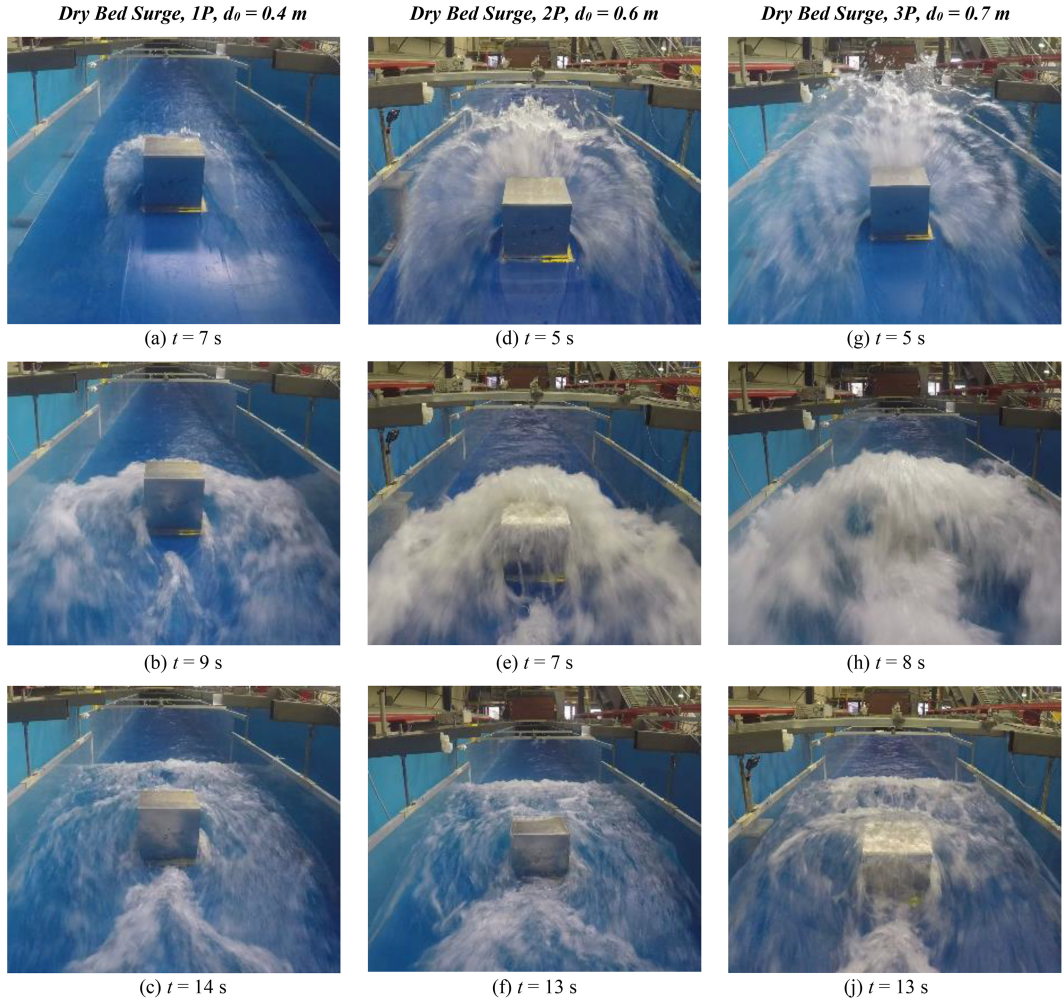 Dry Bed Surge, 1P, d₀ = 0.4 m
Dry Bed Surge, 2P, d₀ = 0.6 m
Dry Bed Surge, 3P, d₀ = 0.7 m
(a) t = 7 s
(d) t = 5 s
(g) t = 5 s
(b) t = 9 s
(e) t = 7 s
(h) t = 8 s
(c) t = 14 s
(f) t = 13 s
(j) t = 13 s